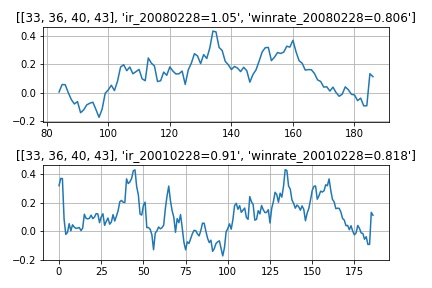 [[33, 36, 40, 43], 'ir_20080228=1.05', 'winrate_20080228=0.806']
0.4
0.2
0.0
−0.2
80 100 120 140 160 180
[[33, 36, 40, 43], 'ir_20010228=0.91', 'winrate_20010228=0.818']
0.4
0.2
0.0
−0.2
0 25 50 75 100 125 150 175